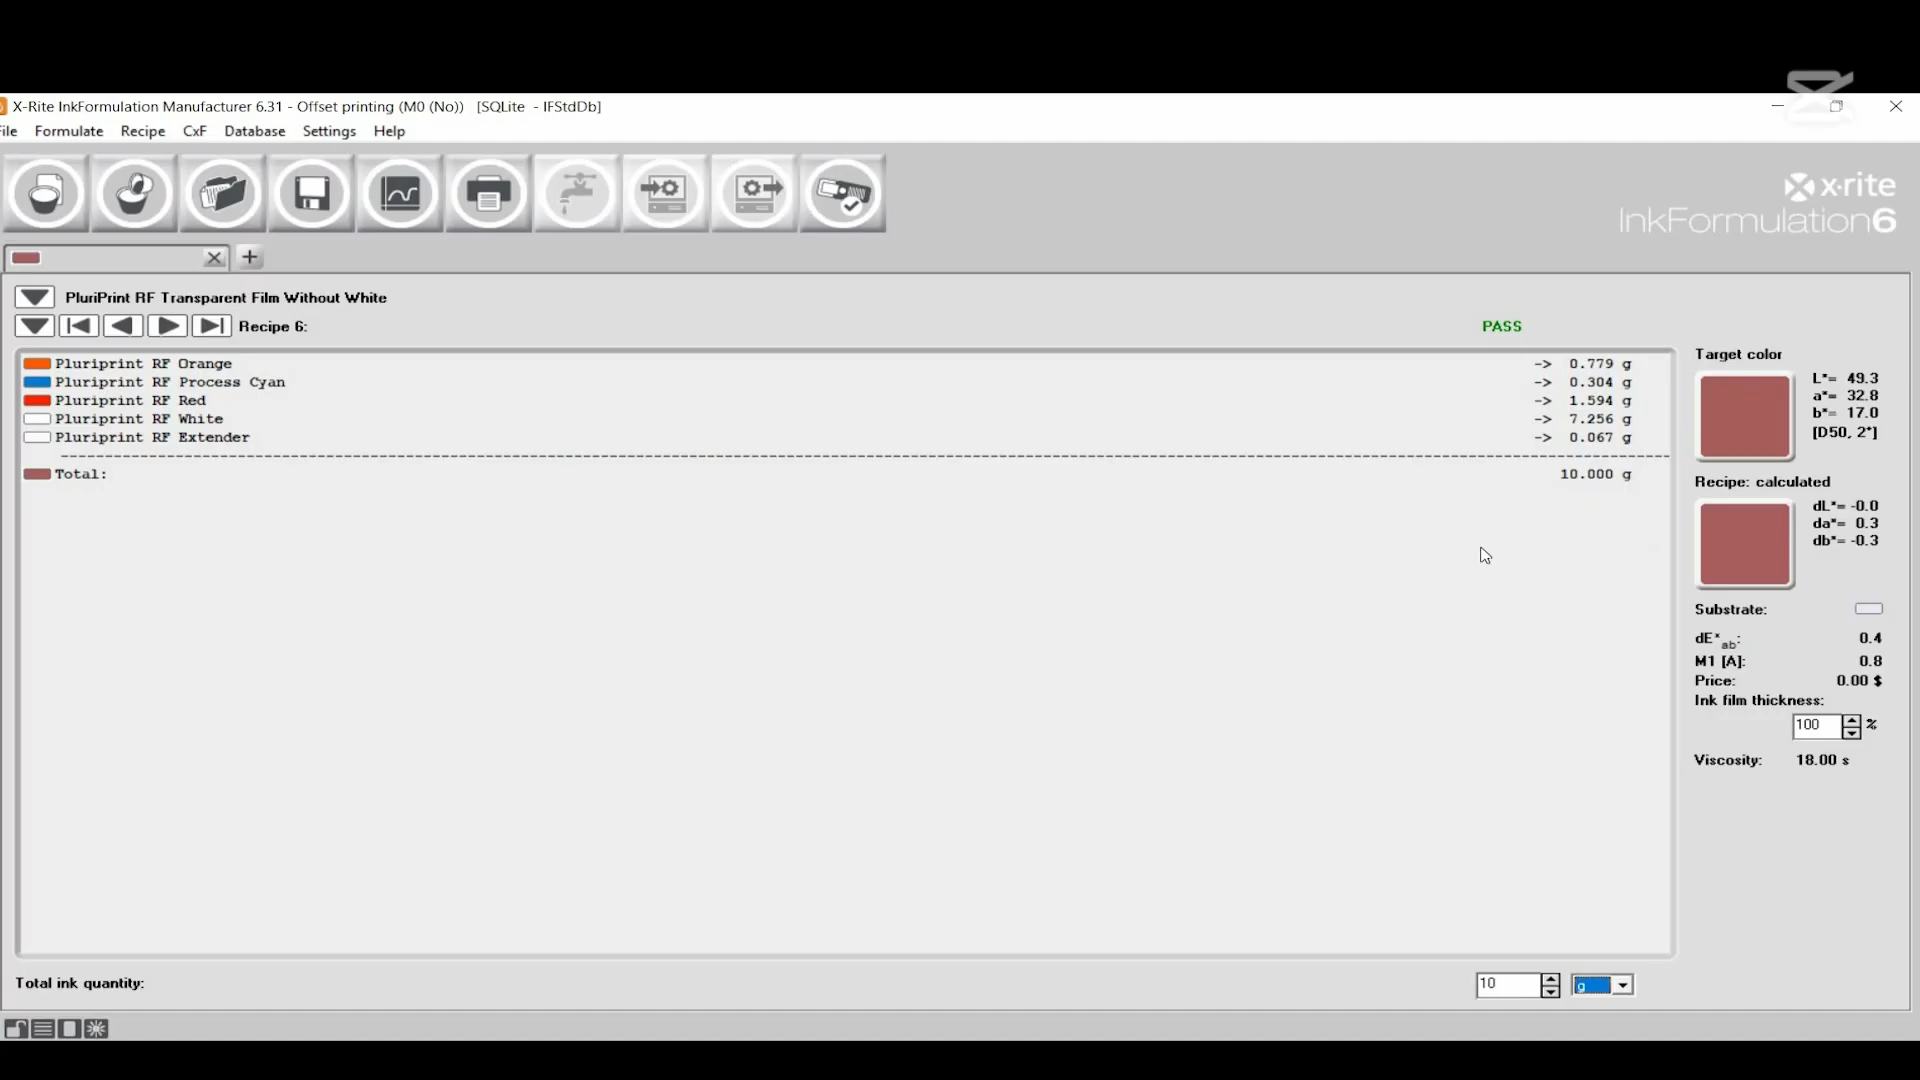 X-Rite InkFormulation Manufacturer 6.31 - Offset printing (M0 (No)) [SQLite - IFStdDb]
File Formulate Recipe CxF Database Settings Help
x·rite
InkFormulation6
PluriPrint RF Transparent Film Without White
Recipe 6:
PASS
Pluriprint RF Orange -> 0.779 g
Pluriprint RF Process Cyan -> 0.304 g
Pluriprint RF Red -> 1.594 g
Pluriprint RF White -> 7.256 g
Pluriprint RF Extender -> 0.067 g
Total: 10.000 g
Target color
L*= 49.3
a*= 32.8
b*= 17.0
[D50, 2°]
Recipe: calculated
dL*= -0.0
da*= 0.3
db*= -0.3
Substrate:
dE*ab: 0.4
M1 [A]: 0.8
Price: 0.00 $
Ink film thickness:
100 %
Viscosity: 18.00 s
Total ink quantity: 10 g